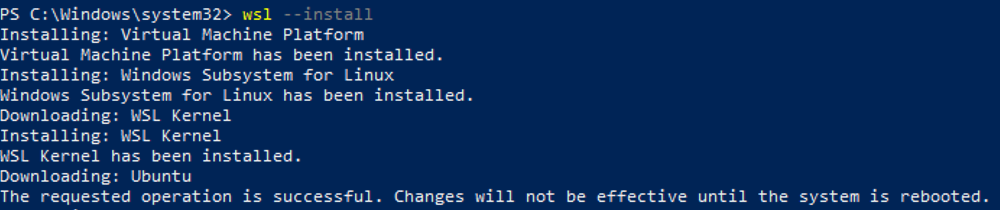 PS C:\Windows\system32> wsl --install
Installing: Virtual Machine Platform
Virtual Machine Platform has been installed.
Installing: Windows Subsystem for Linux
Windows Subsystem for Linux has been installed.
Downloading: WSL Kernel
Installing: WSL Kernel
WSL Kernel has been installed.
Downloading: Ubuntu
The requested operation is successful. Changes will not be effective until the system is rebooted.